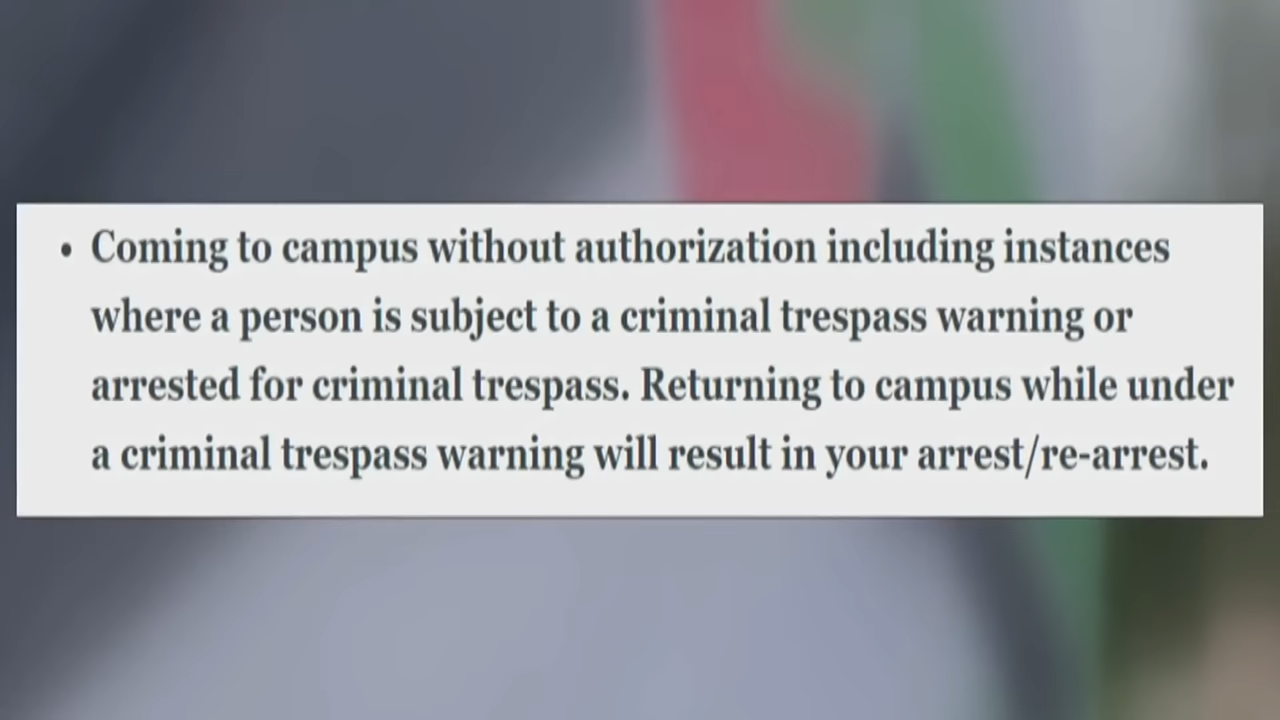 • Coming to campus without authorization including instances
where a person is subject to a criminal trespass warning or
arrested for criminal trespass. Returning to campus while under
a criminal trespass warning will result in your arrest/re-arrest.